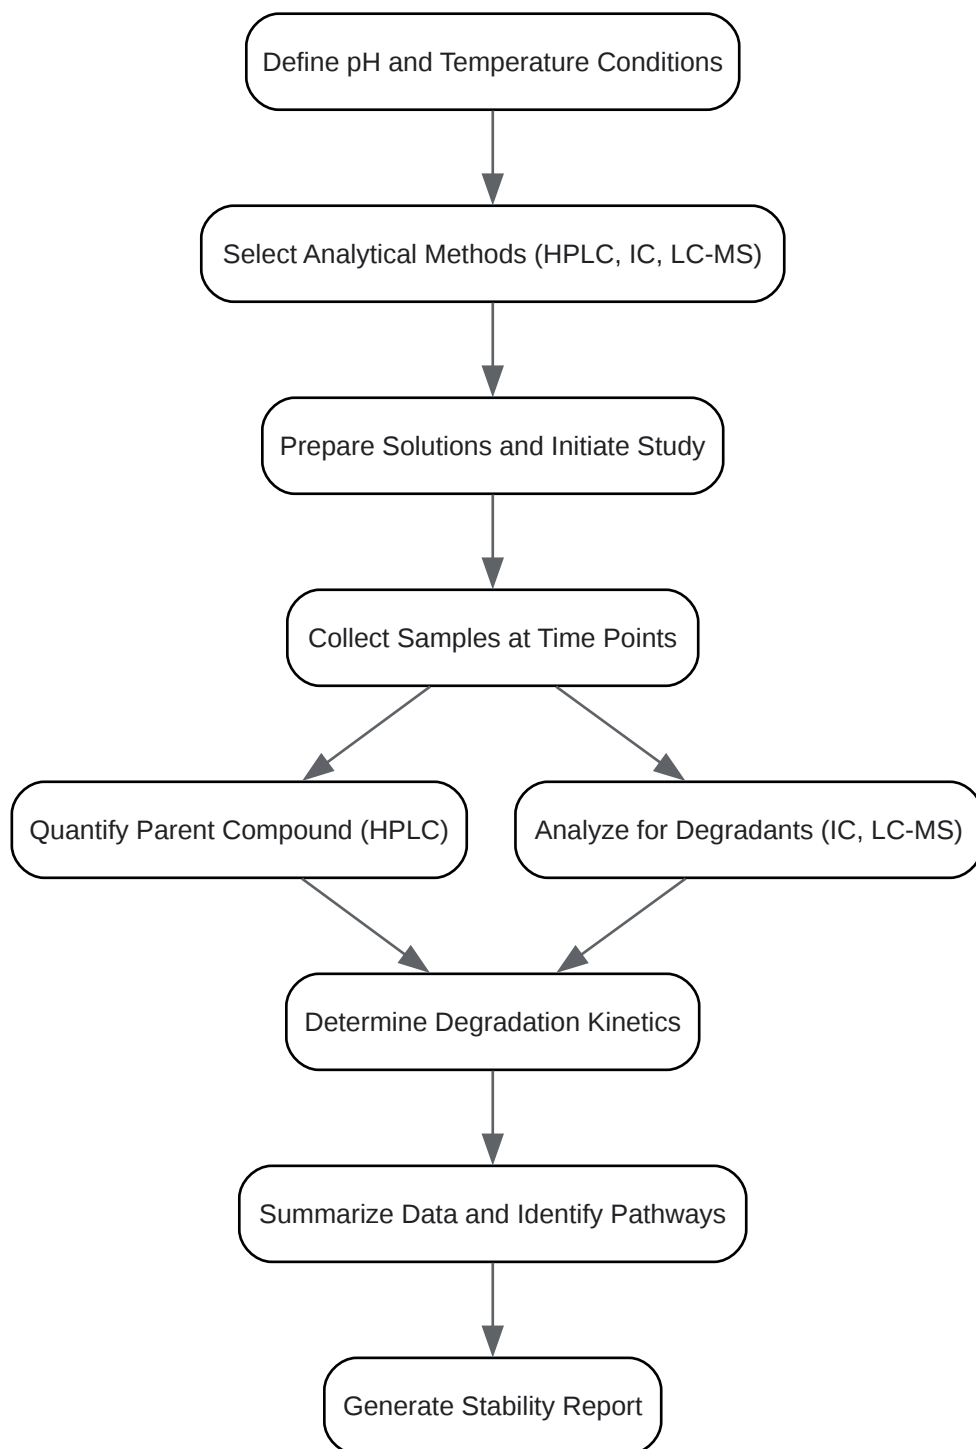 Define pH and Temperature Conditions
Select Analytical Methods (HPLC, IC, LC-MS)
Prepare Solutions and Initiate Study
Collect Samples at Time Points
Quantify Parent Compound (HPLC)
Analyze for Degradants (IC, LC-MS)
Determine Degradation Kinetics
Summarize Data and Identify Pathways
Generate Stability Report